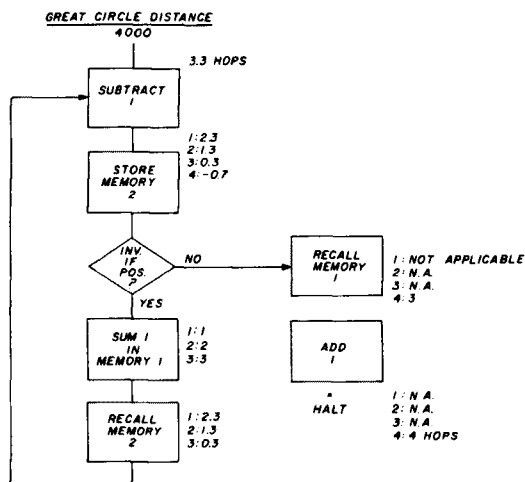 GREAT CIRCLE DISTANCE
4000
3.3 HOPS
SUBTRACT
1
STORE
MEMORY
2
1:2.3
2:1.3
3:0.3
4:-0.7
INV.
IF
POS.
?
NO
YES
RECALL
MEMORY
1
1: NOT APPLICABLE
2: N.A.
3: N.A.
4: 3
SUM 1
IN
MEMORY 1
1:1
2:2
3:3
ADD
1
=
HALT
1: N.A.
2: N.A.
3: N.A
4: 4 HOPS
RECALL
MEMORY
2
1:2.3
2:1.3
3:0.3